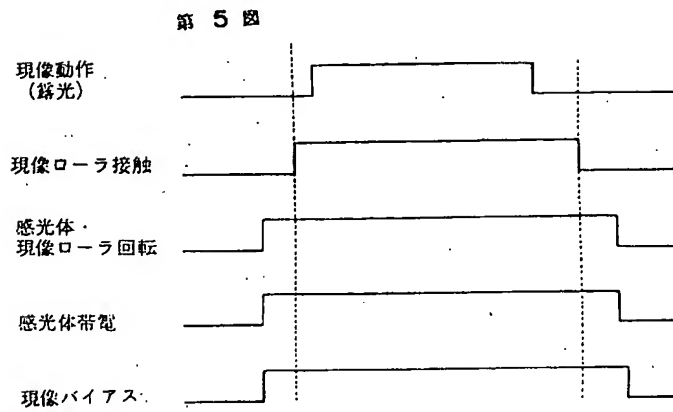 第 5 図
現像動作
(露光)
現像ローラ接触
感光体・
現像ローラ回転
感光体帯電
現像バイアス